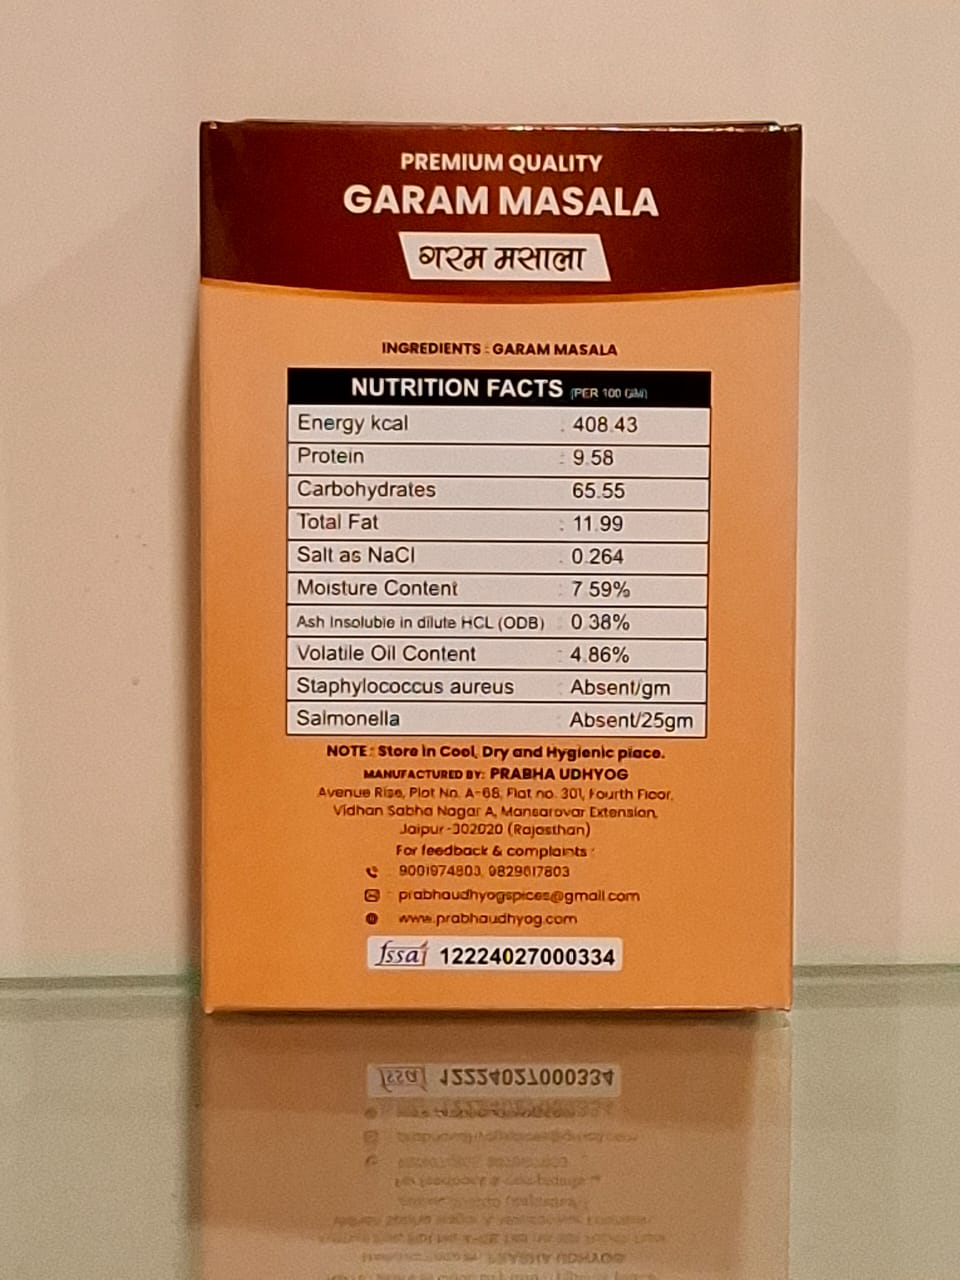 PREMIUM QUALITY
GARAM MASALA
गरम मसाला
INGREDIENTS : GARAM MASALA
NUTRITION FACTS (PER 100 GM)
Energy kcal : 408.43
Protein : 9.58
Carbohydrates 65.55
Total Fat : 11.99
Salt as NaCl : 0.264
Moisture Content : 7.59%
Ash Insoluble in dilute HCL (ODB) : 0.38%
Volatile Oil Content : 4.86%
Staphylococcus aureus : Absent/gm
Salmonella : Absent/25gm
NOTE : Store in Cool, Dry and Hygienic place.
MANUFACTURED BY: PRABHA UDHYOG
Avenue Rise, Plot No. A-68, Flat no. 301, Fourth Floor,
Vidhan Sabha Nagar A, Mansarovar Extension,
Jaipur-302020 (Rajasthan)
For feedback & complaints :
9001974803, 9829617803
prabhaudhyogspices@gmail.com
www.prabhaudhyog.com
fssai 12224027000334